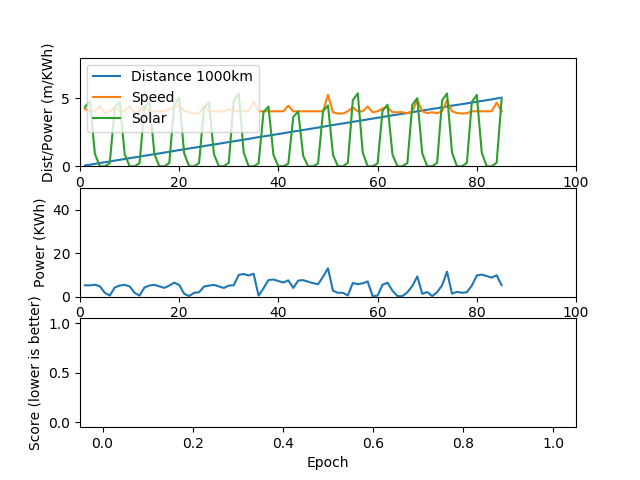 Dist/Power (m/KWh)
5
0
Distance 1000km
Speed
Solar
0 20 40 60 80 100
Power (KWh)
40
20
0
0 20 40 60 80 100
Score (lower is better)
1.0
0.5
0.0
0.0 0.2 0.4 0.6 0.8 1.0
Epoch